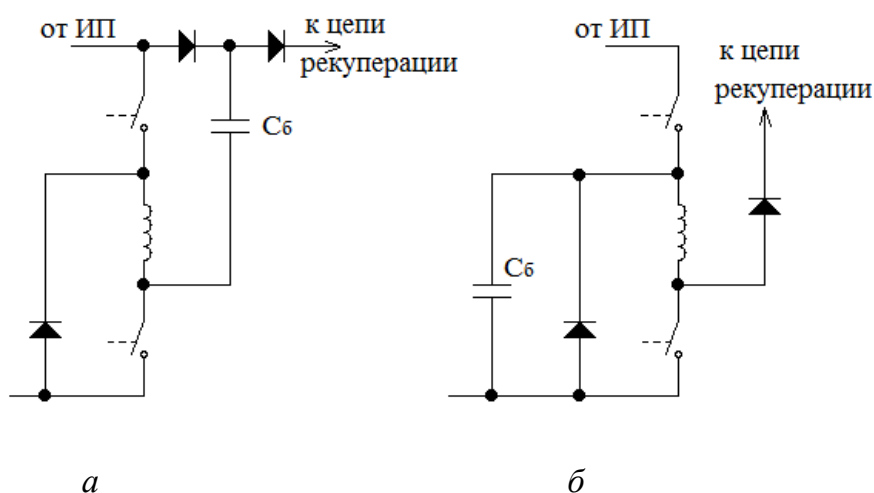 от ИП
к цепи
рекуперации
Сб
от ИП
к цепи
рекуперации
Сб
а
б